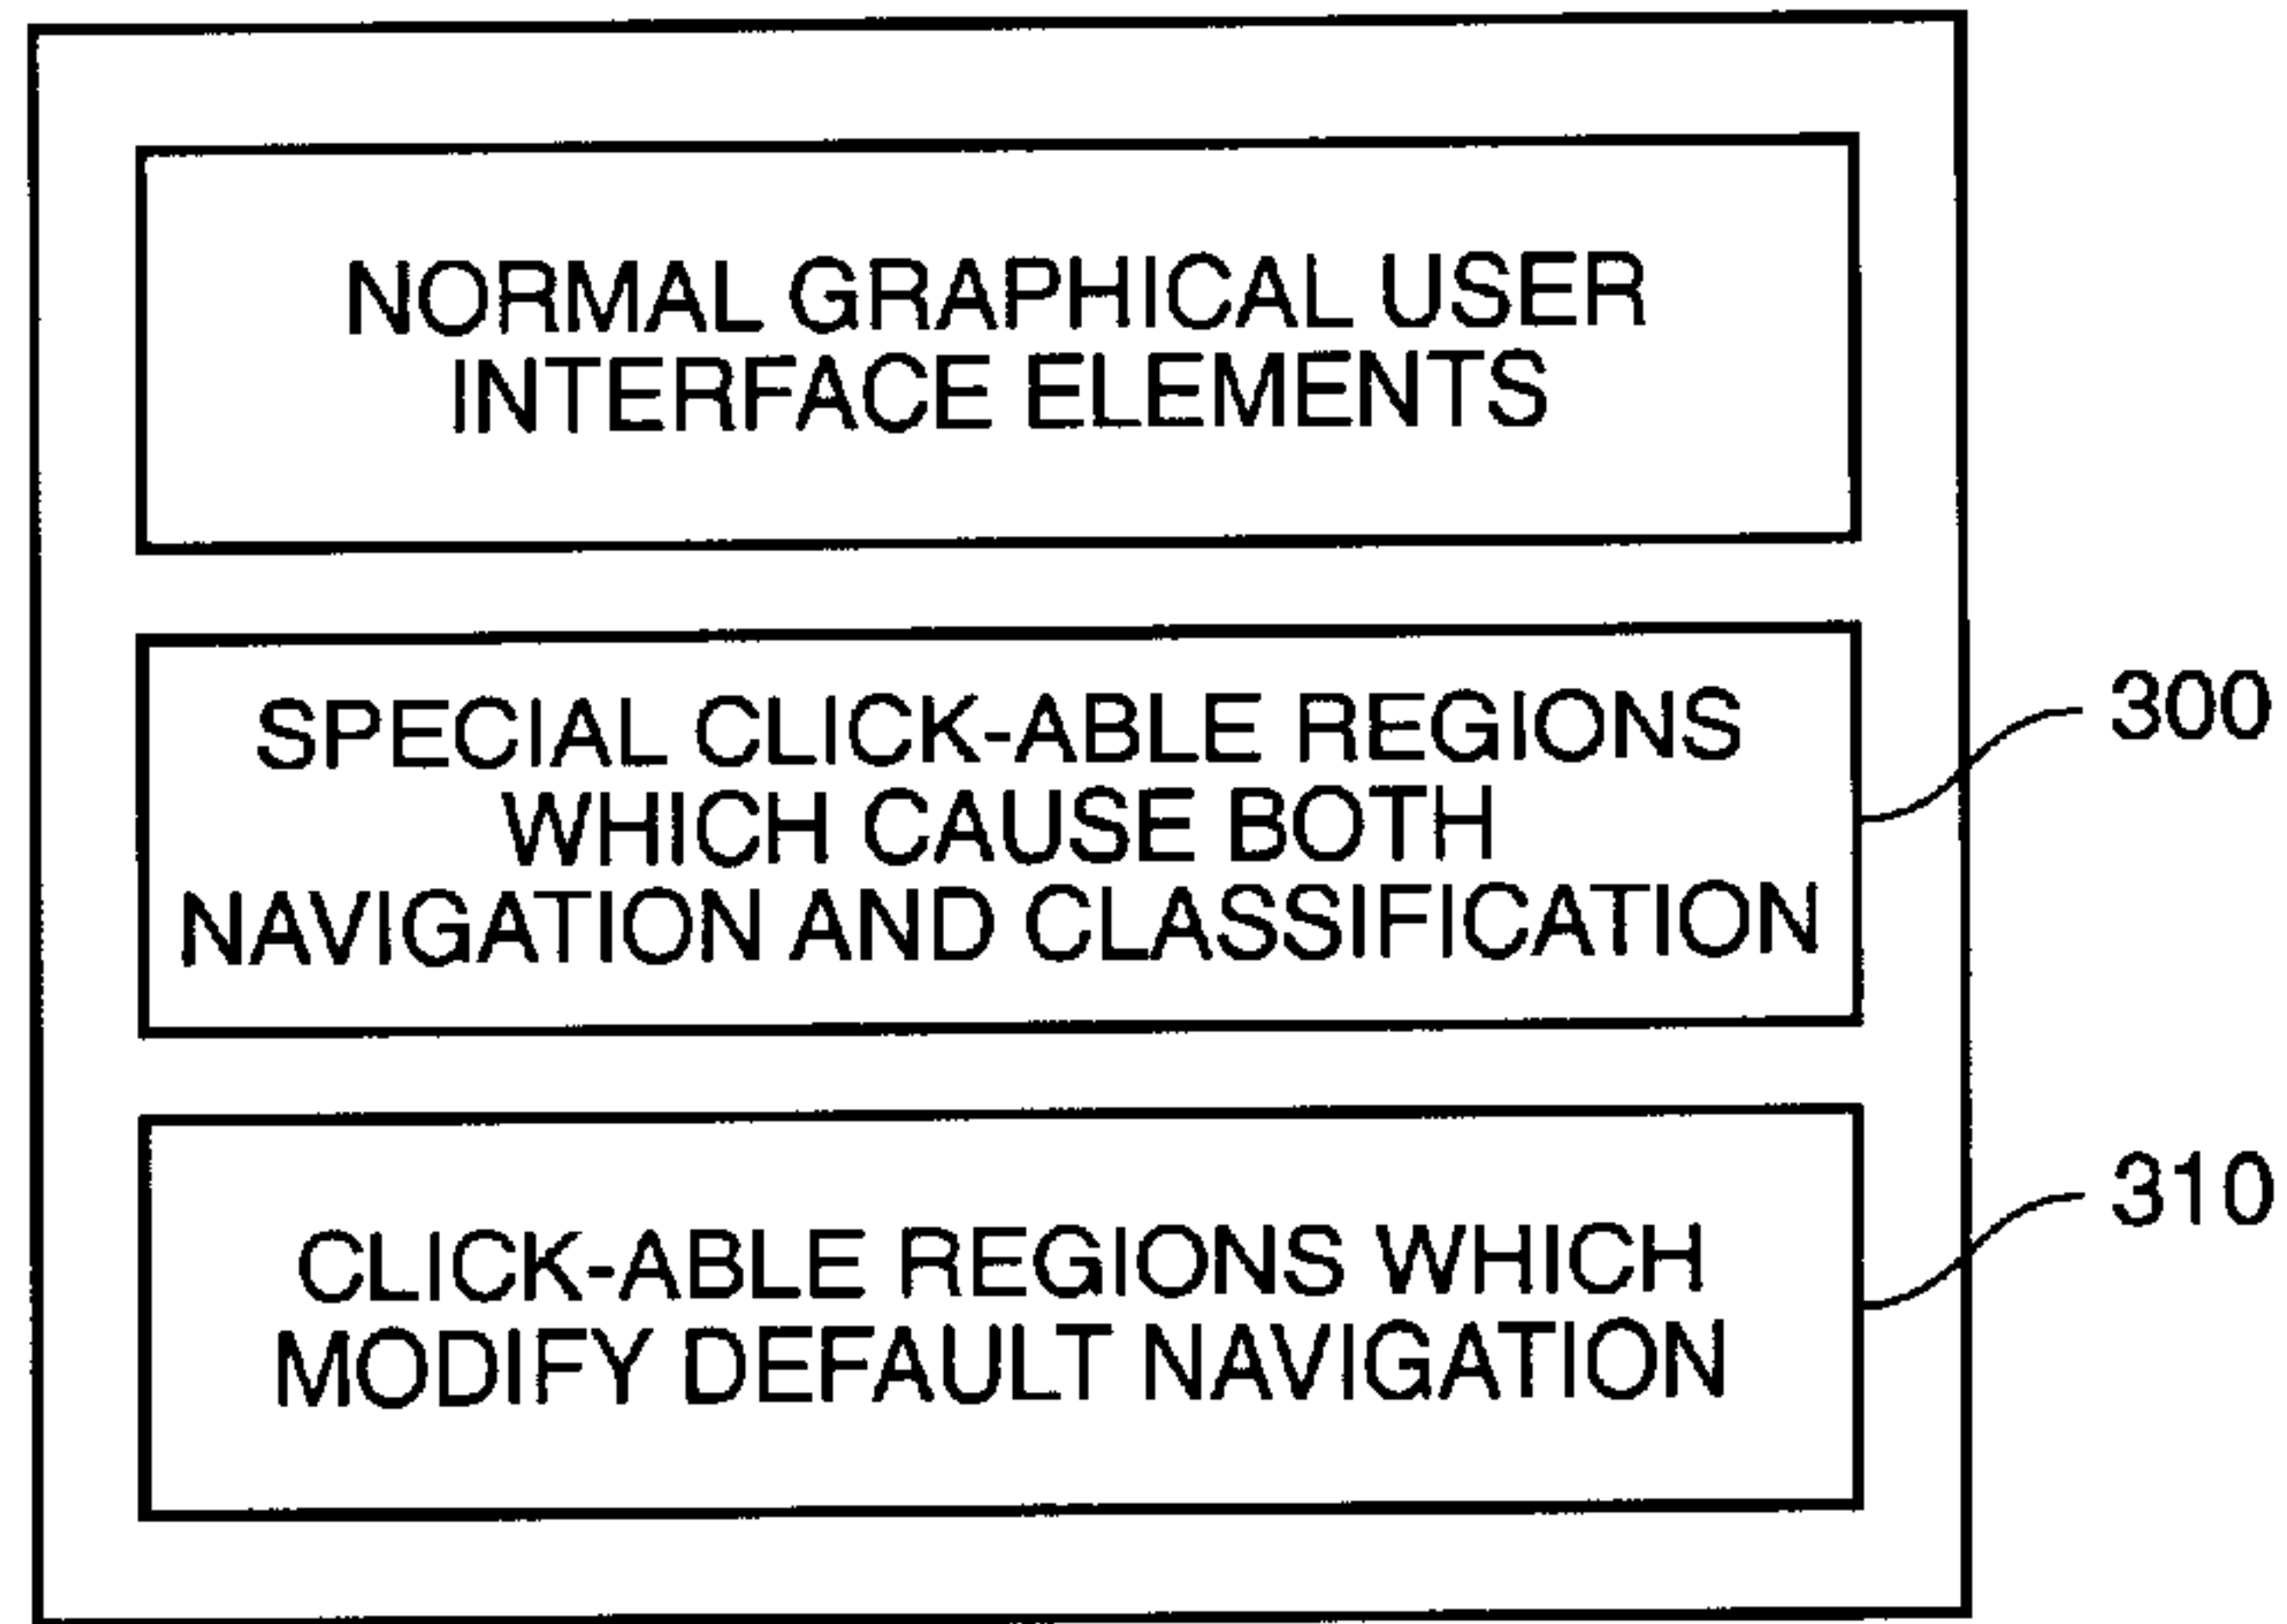 NORMAL GRAPHICAL USER
INTERFACE ELEMENTS
SPECIAL CLICK-ABLE REGIONS
WHICH CAUSE BOTH
NAVIGATION AND CLASSIFICATION
300
CLICK-ABLE REGIONS WHICH
MODIFY DEFAULT NAVIGATION
310